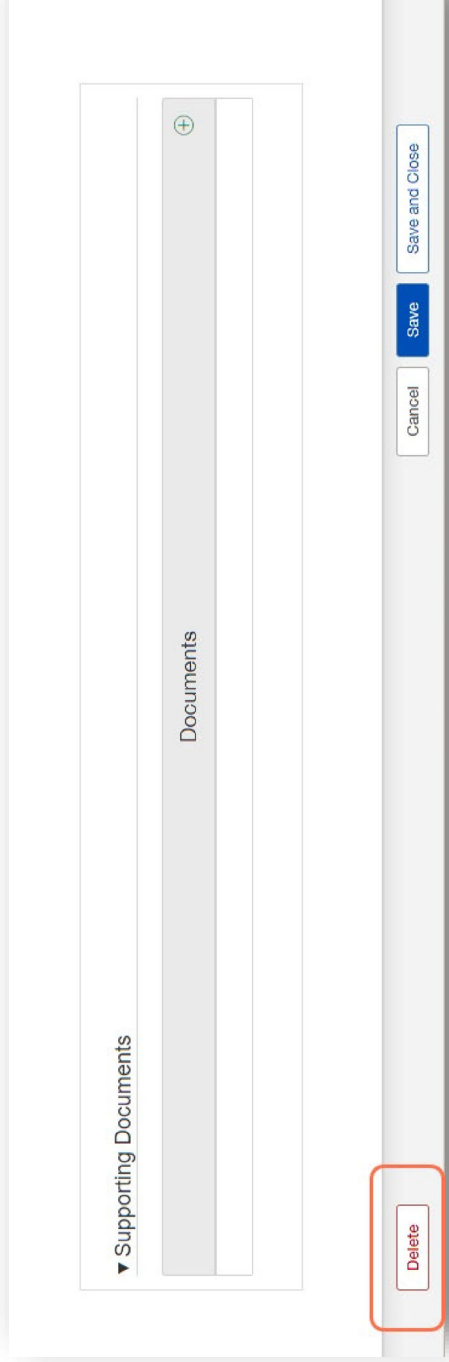 ▼ Supporting Documents
Documents
Delete
Cancel
Save
Save and Close